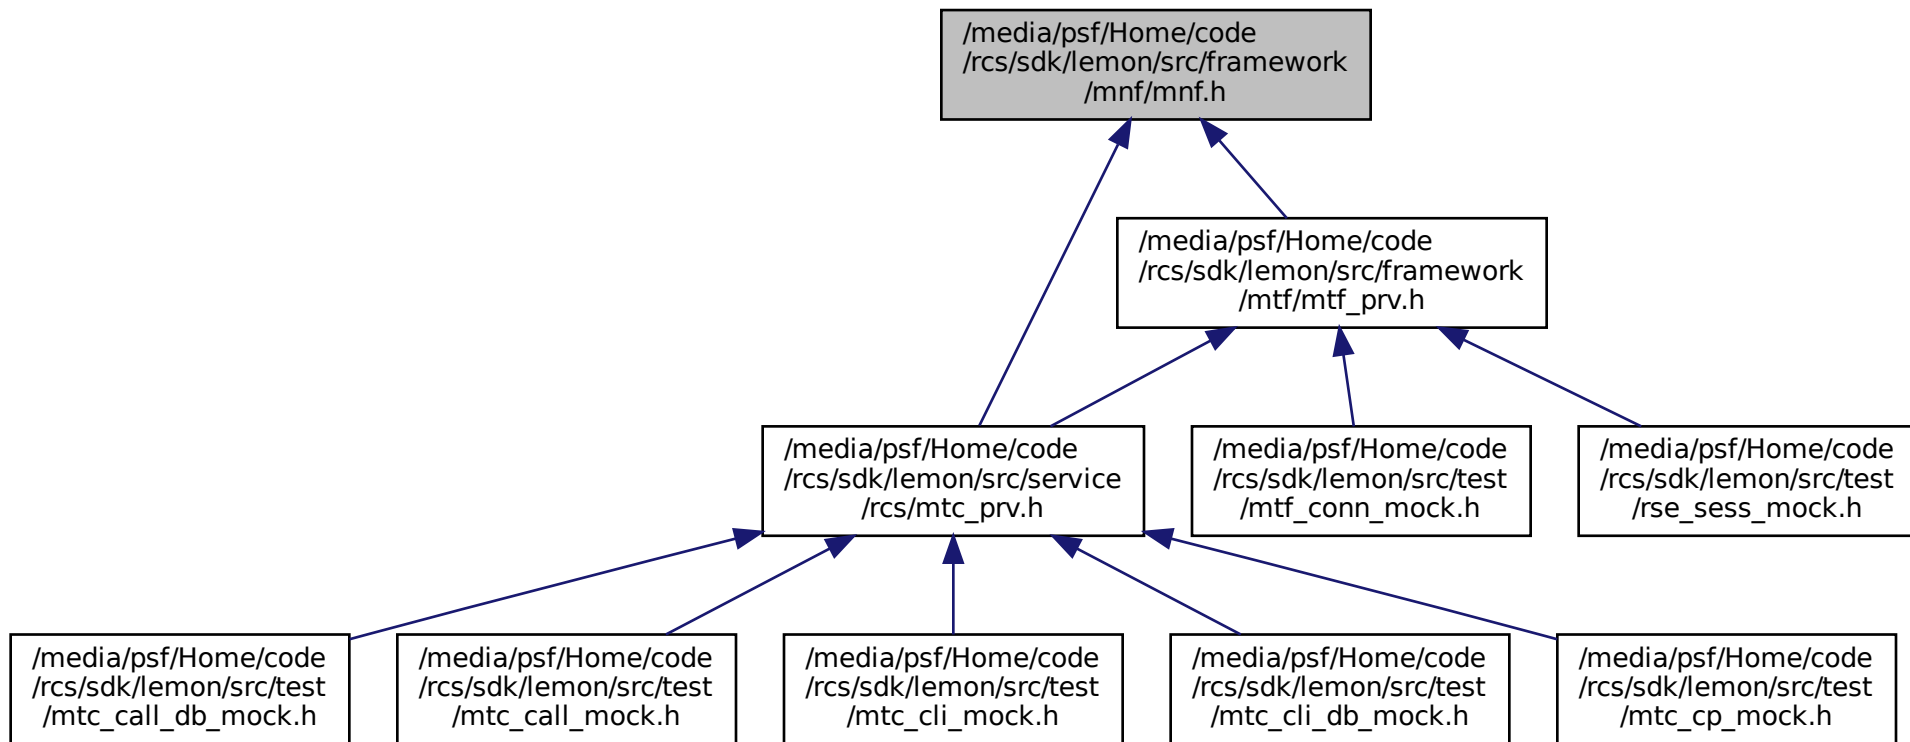 /media/psf/Home/code
/rcs/sdk/lemon/src/framework
/mnf/mnf.h
/media/psf/Home/code
/rcs/sdk/lemon/src/framework
/mtf/mtf_prv.h
/media/psf/Home/code
/rcs/sdk/lemon/src/service
/rcs/mtc_prv.h
/media/psf/Home/code
/rcs/sdk/lemon/src/test
/mtf_conn_mock.h
/media/psf/Home/code
/rcs/sdk/lemon/src/test
/rse_sess_mock.h
/media/psf/Home/code
/rcs/sdk/lemon/src/test
/mtc_call_db_mock.h
/media/psf/Home/code
/rcs/sdk/lemon/src/test
/mtc_call_mock.h
/media/psf/Home/code
/rcs/sdk/lemon/src/test
/mtc_cli_mock.h
/media/psf/Home/code
/rcs/sdk/lemon/src/test
/mtc_cli_db_mock.h
/media/psf/Home/code
/rcs/sdk/lemon/src/test
/mtc_cp_mock.h